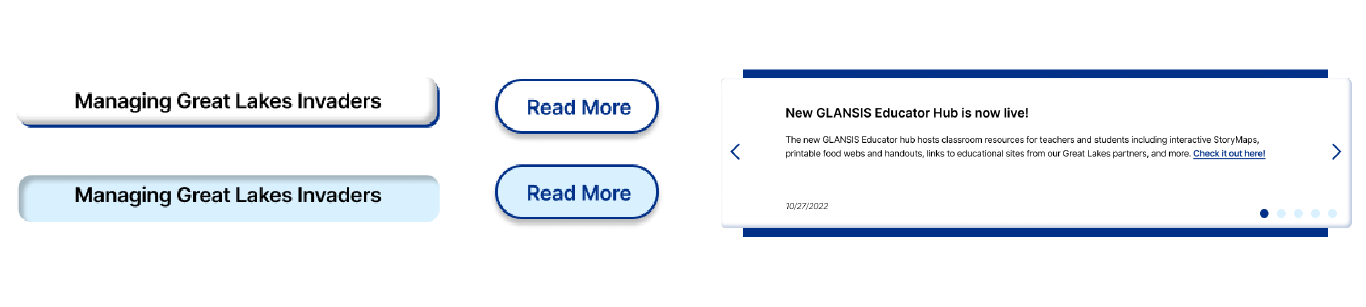 Managing Great Lakes Invaders
Managing Great Lakes Invaders
Read More
Read More
New GLANSIS Educator Hub is now live!
The new GLANSIS Educator hub hosts classroom resources for teachers and students including interactive StoryMaps,
printable food webs and handouts, links to educational sites from our Great Lakes partners, and more. Check it out here!
10/27/2022